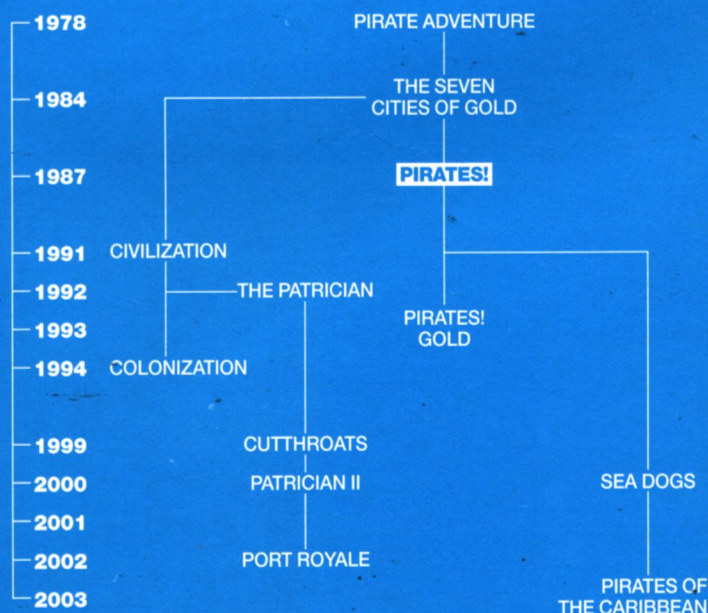 1978
PIRATE ADVENTURE
1984
THE SEVEN
CITIES OF GOLD
1987
PIRATES!
1991
CIVILIZATION
1992
THE PATRICIAN
1993
PIRATES!
GOLD
1994
COLONIZATION
1999
CUTTHROATS
2000
PATRICIAN II
SEA DOGS
2001
2002
PORT ROYALE
2003
PIRATES OF
THE CARIBBEAN